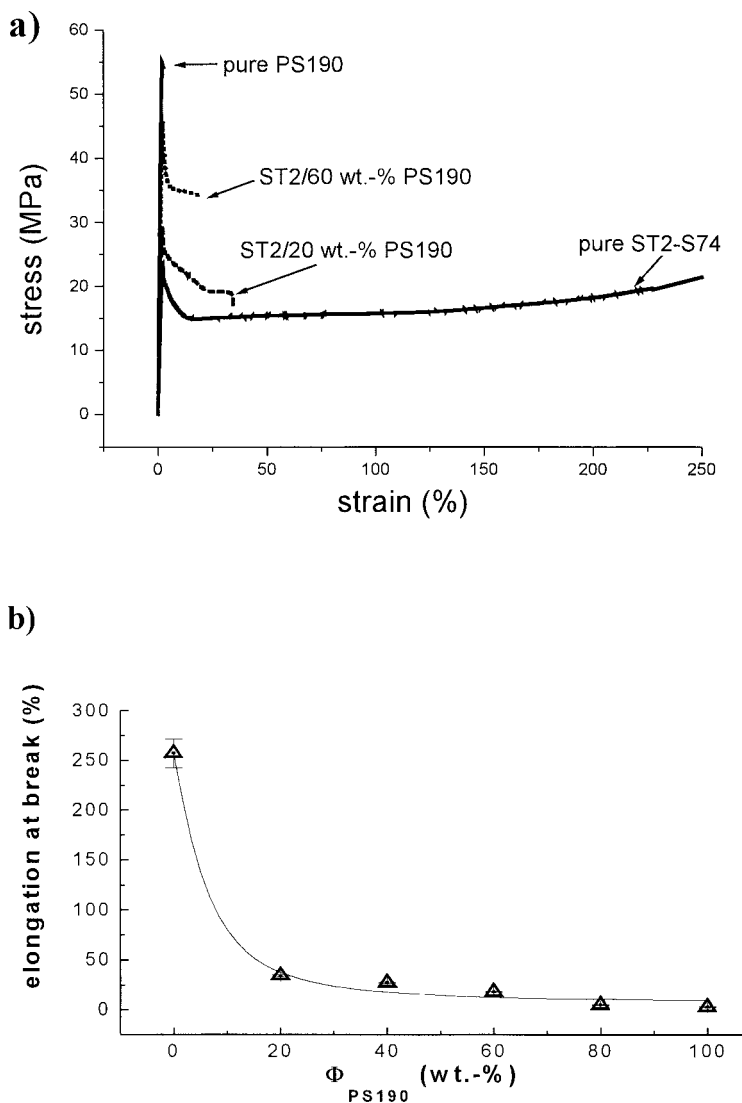 a)
60
50
40
30
20
10
0
stress (MPa)
pure PS190
ST2/60 wt.-% PS190
ST2/20 wt.-% PS190
pure ST2-S74
0 50 100 150 200 250
strain (%)
b)
300
250
200
150
100
50
0
elongation at break (%)
0 20 40 60 80 100
Φ PS190 (wt.-%)